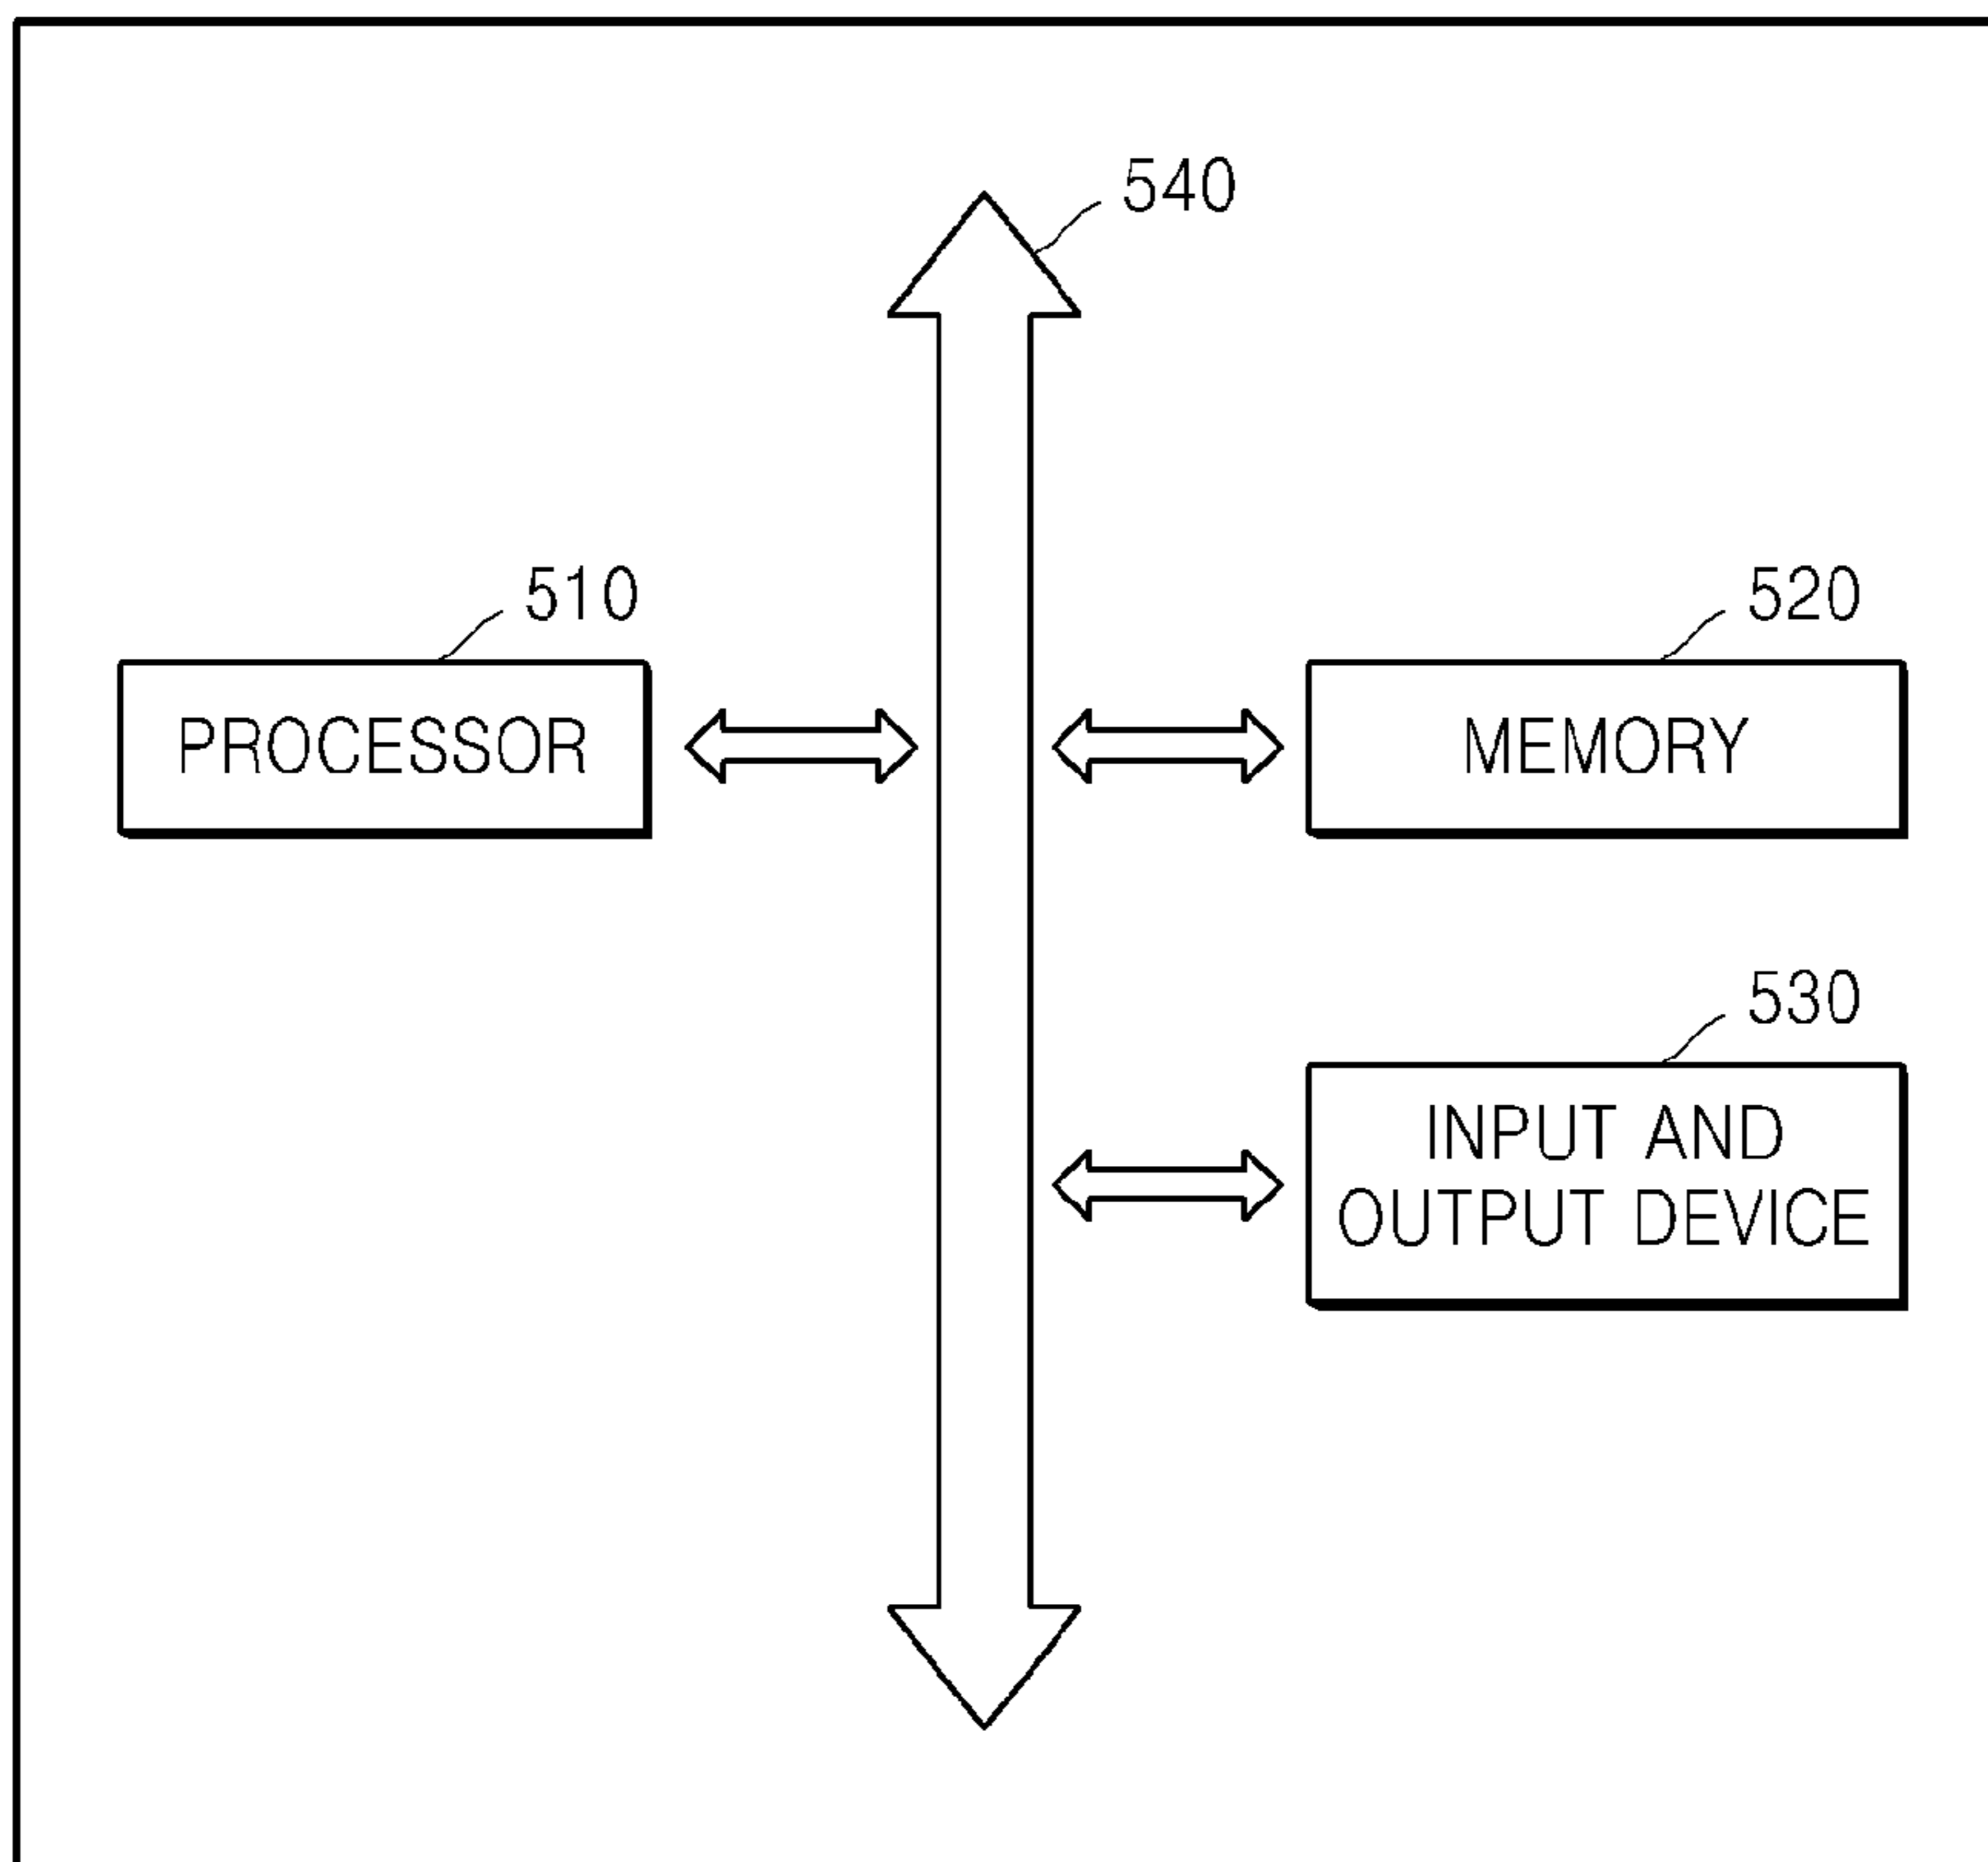 540
510
520
PROCESSOR
MEMORY
530
INPUT AND
OUTPUT DEVICE